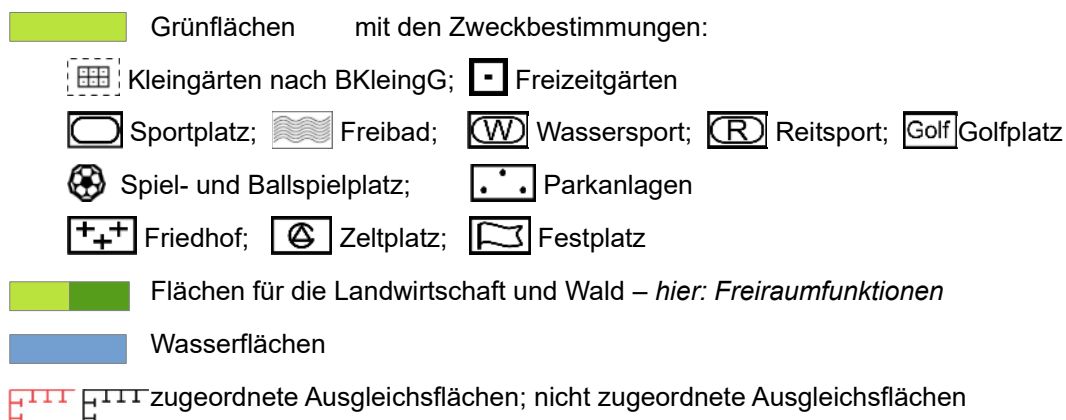 Grünflächen mit den Zweckbestimmungen:
Kleingärten nach BKleingG; Freizeitgärten
Sportplatz; Freibad; W Wassersport; R Reitsport; Golf Golfplatz
Spiel- und Ballspielplatz; Parkanlagen
Friedhof; Zeltplatz; Festplatz
Flächen für die Landwirtschaft und Wald – hier: Freiraumfunktionen
Wasserflächen
zugeordnete Ausgleichsflächen; nicht zugeordnete Ausgleichsflächen